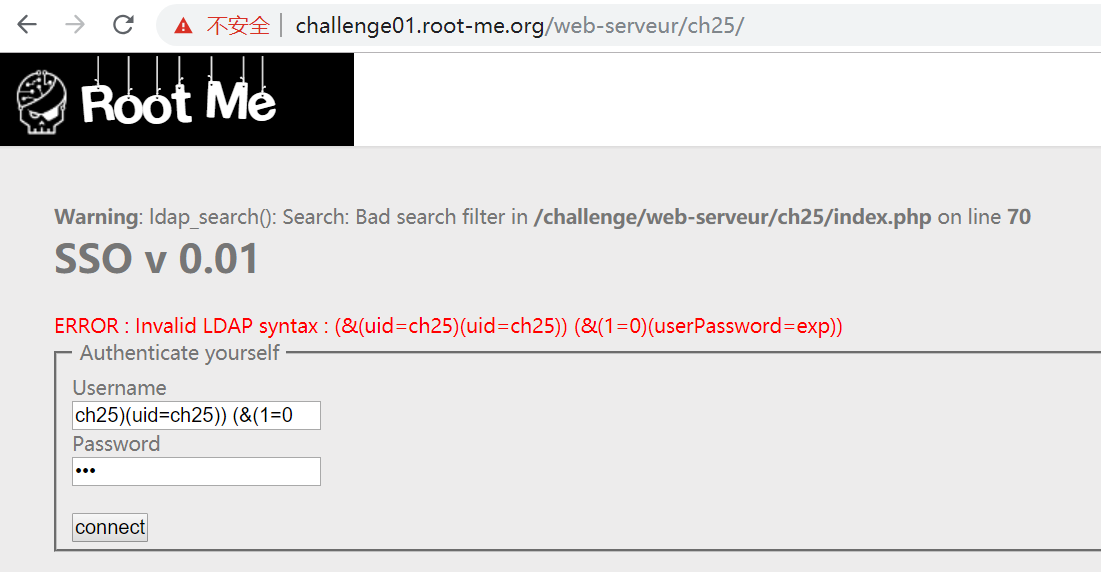 不安全 challenge01.root-me.org/web-serveur/ch25/
Root Me
Warning: ldap_search(): Search: Bad search filter in /challenge/web-serveur/ch25/index.php on line 70
SSO v 0.01
ERROR : Invalid LDAP syntax : (&(uid=ch25)(uid=ch25)) (&(1=0)(userPassword=exp))
Authenticate yourself
Username
ch25)(uid=ch25)) (&(1=0
Password
•••
connect